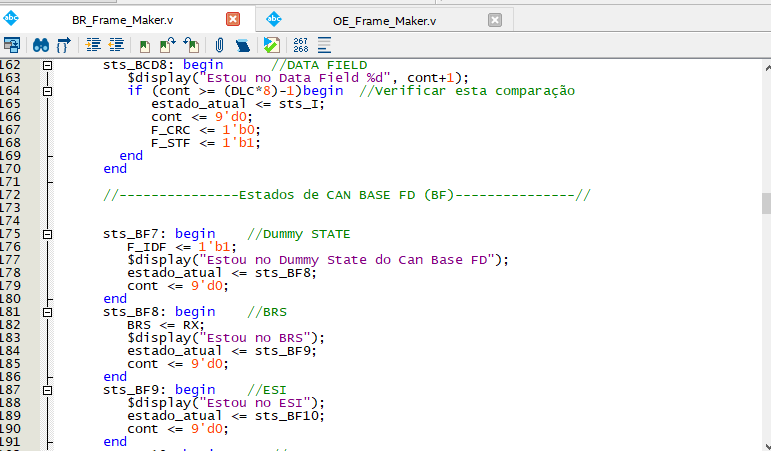 abc BR_Frame_Maker.v abc OE_Frame_Maker.v
267
268
162 sts_BCD8: begin //DATA FIELD
163 $display("Estou no Data Field %d", cont+1);
164 if (cont >= (DLC*8)-1)begin //Verificar esta comparação
165 estado_atual <= sts_I;
166 cont <= 9'd0;
167 F_CRC <= 1'b0;
168 F_STF <= 1'b1;
169 end
170 end
171
172 //---------------Estados de CAN BASE FD (BF)---------------//
173
174
175 sts_BF7: begin //Dummy STATE
176 F_IDF <= 1'b1;
177 $display("Estou no Dummy State do Can Base FD");
178 estado_atual <= sts_BF8;
179 cont <= 9'd0;
180 end
181 sts_BF8: begin //BRS
182 BRS <= RX;
183 $display("Estou no BRS");
184 estado_atual <= sts_BF9;
185 cont <= 9'd0;
186 end
187 sts_BF9: begin //ESI
188 $display("Estou no ESI");
189 estado_atual <= sts_BF10;
190 cont <= 9'd0;
191 end